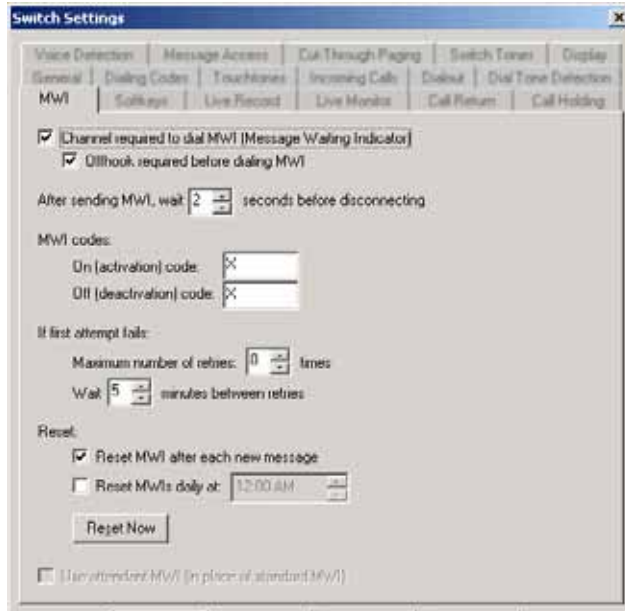 Switch Settings
Voice Detection Message Access Cut Through Paging Switch Tones Display
General Dialing Codes Touchtones Incoming Calls Dialout Dial Tone Detection
MWI Softkeys Live Record Live Monitor Call Return Call Holding
Channel required to dial MWI (Message Waiting Indicator)
Offhook required before dialing MWI
After sending MWI, wait 2 seconds before disconnecting
MWI codes:
On (activation) code: X
Off (deactivation) code: X
If first attempt fails:
Maximum number of retries: 0 times
Wait 5 minutes between retries
Reset:
Reset MWI after each new message
Reset MWIs daily at: 12:00 AM
Reset Now
Use attendant MWI (in place of standard MWI)